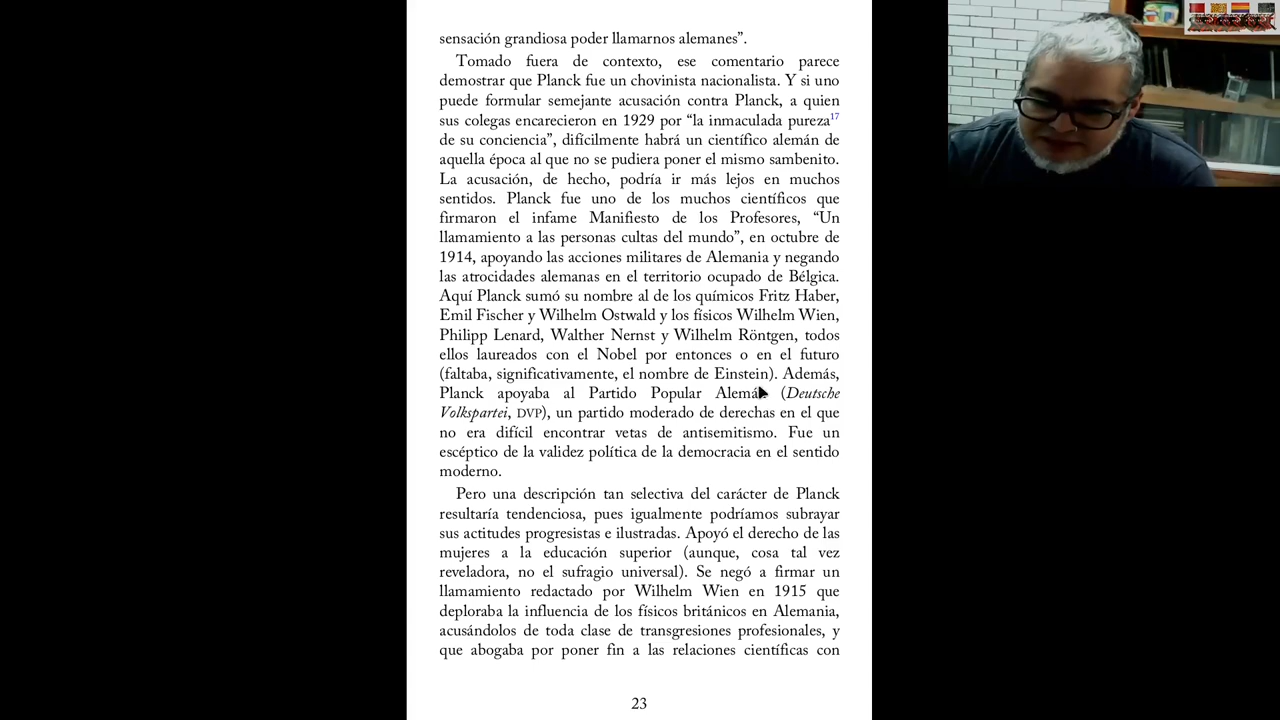 sensación grandiosa poder llamarnos alemanes”.
Tomado fuera de contexto, ese comentario parece
demostrar que Planck fue un chovinista nacionalista. Y si uno
puede formular semejante acusación contra Planck, a quien
sus colegas encarecieron en 1929 por “la inmaculada pureza17
de su conciencia”, difícilmente habrá un científico alemán de
aquella época al que no se pudiera poner el mismo sambenito.
La acusación, de hecho, podría ir más lejos en muchos
sentidos. Planck fue uno de los muchos científicos que
firmaron el infame Manifiesto de los Profesores, “Un
llamamiento a las personas cultas del mundo”, en octubre de
1914, apoyando las acciones militares de Alemania y negando
las atrocidades alemanas en el territorio ocupado de Bélgica.
Aquí Planck sumó su nombre al de los químicos Fritz Haber,
Emil Fischer y Wilhelm Ostwald y los físicos Wilhelm Wien,
Philipp Lenard, Walther Nernst y Wilhelm Röntgen, todos
ellos laureados con el Nobel por entonces o en el futuro
(faltaba, significativamente, el nombre de Einstein). Además,
Planck apoyaba al Partido Popular Alemán (Deutsche
Volkspartei, DVP), un partido moderado de derechas en el que
no era difícil encontrar vetas de antisemitismo. Fue un
escéptico de la validez política de la democracia en el sentido
moderno.
Pero una descripción tan selectiva del carácter de Planck
resultaría tendenciosa, pues igualmente podríamos subrayar
sus actitudes progresistas e ilustradas. Apoyó el derecho de las
mujeres a la educación superior (aunque, cosa tal vez
reveladora, no el sufragio universal). Se negó a firmar un
llamamiento redactado por Wilhelm Wien en 1915 que
deploraba la influencia de los físicos británicos en Alemania,
acusándolos de toda clase de transgresiones profesionales, y
que abogaba por poner fin a las relaciones científicas con
23